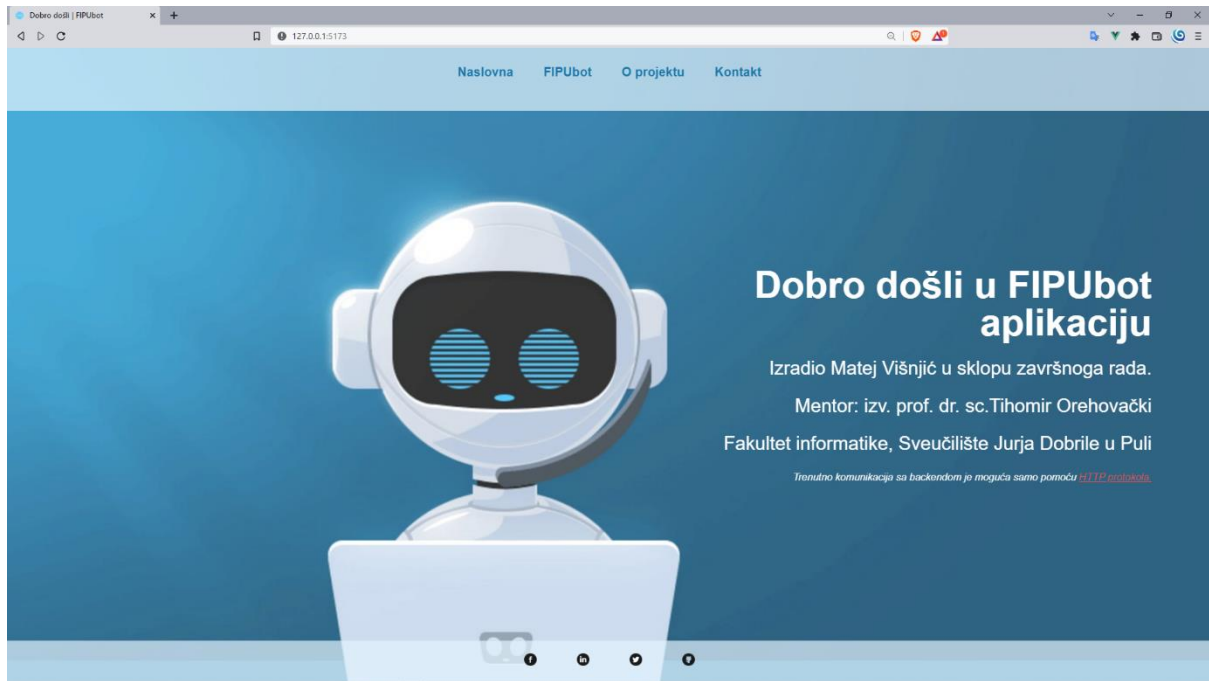 Dobro došli | FIPUbot
127.0.0.1:5173
Naslovna FIPUbot O projektu Kontakt
Dobro došli u FIPUbot
aplikaciju
Izradio Matej Višnjić u sklopu završnoga rada.
Mentor: izv. prof. dr. sc.Tihomir Orehovački
Fakultet informatike, Sveučilište Jurja Dobrile u Puli
Trenutno komunikacija sa backendom je moguća samo pomoću HTTP protokola.